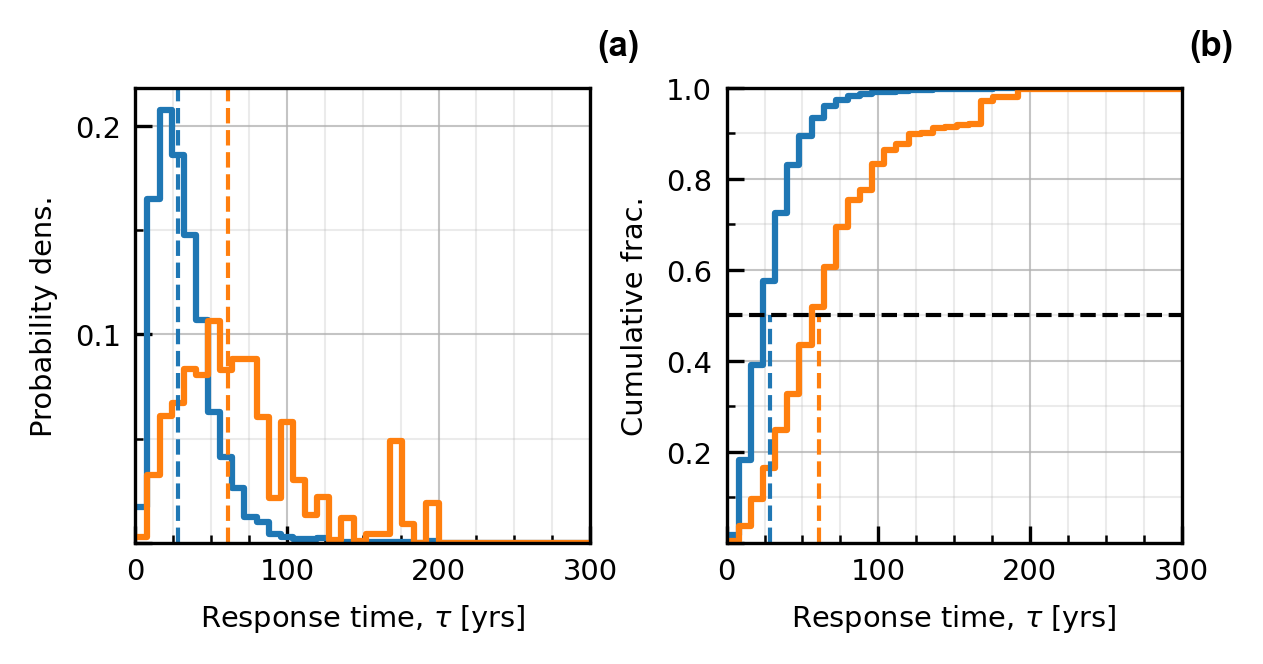 (a)
(b)
Probability dens.
0.2
0.1
0 100 200 300
Response time, τ [yrs]
Cumulative frac.
1.0
0.8
0.6
0.4
0.2
0 100 200 300
Response time, τ [yrs]